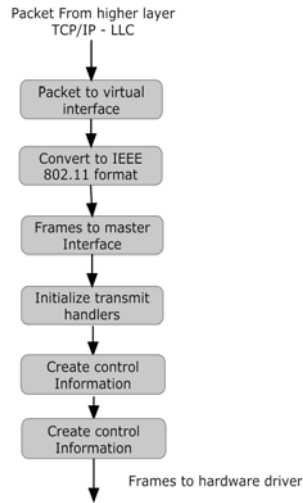 Packet From higher layer
TCP/IP - LLC
Packet to virtual
interface
Convert to IEEE
802.11 format
Frames to master
Interface
Initialize transmit
handlers
Create control
Information
Create control
Information
Frames to hardware driver